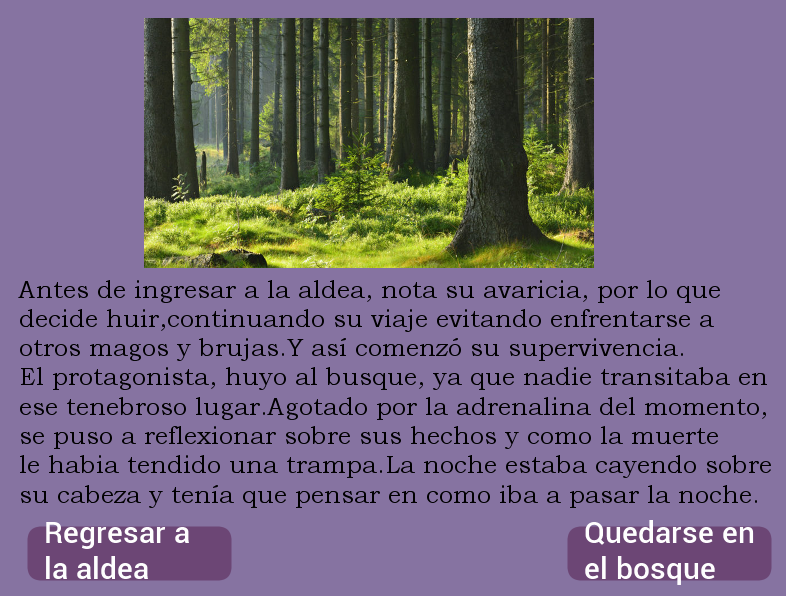 Antes de ingresar a la aldea, nota su avaricia, por lo que
decide huir,continuando su viaje evitando enfrentarse a
otros magos y brujas.Y así comenzó su supervivencia.
El protagonista, huyo al busque, ya que nadie transitaba en
ese tenebroso lugar.Agotado por la adrenalina del momento,
se puso a reflexionar sobre sus hechos y como la muerte
le habia tendido una trampa.La noche estaba cayendo sobre
su cabeza y tenía que pensar en como iba a pasar la noche.
Regresar a
la aldea
Quedarse en
el bosque